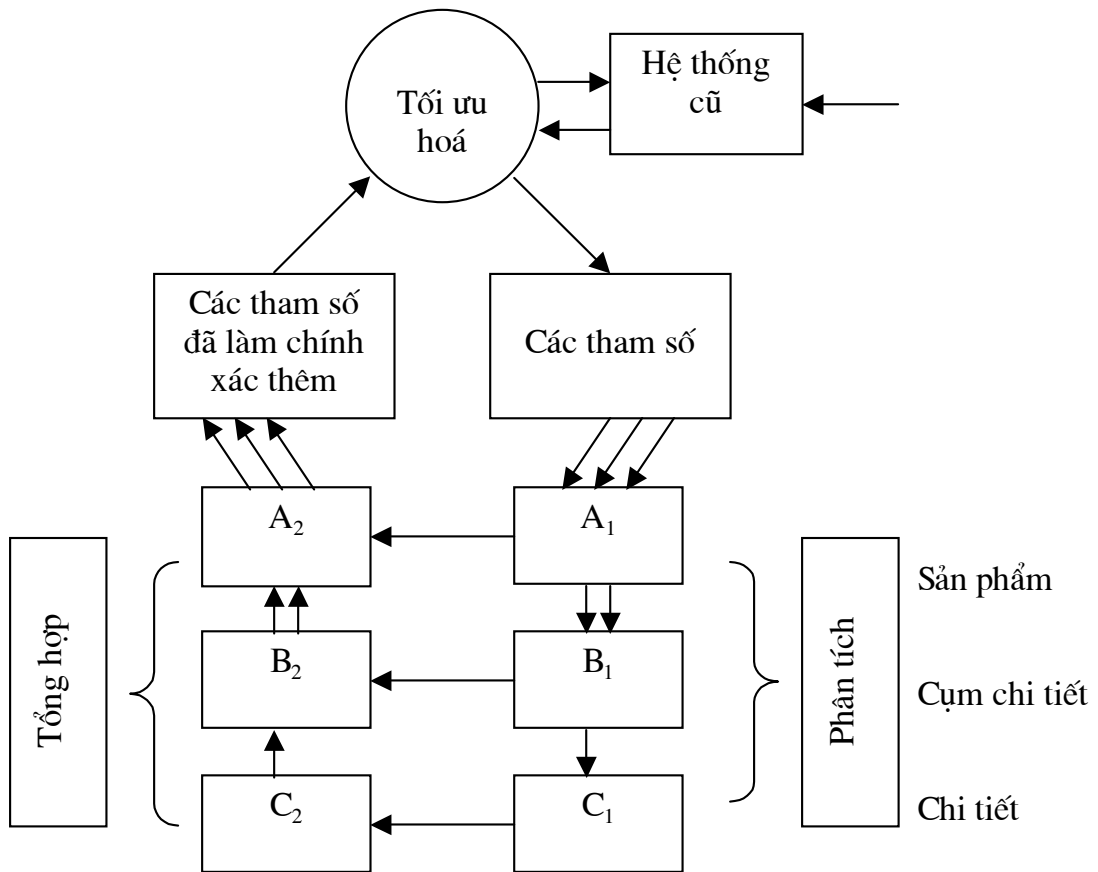 Hệ thống
cũ
Tối ưu
hoá
Các tham số
đã làm chính
xác thêm
Các tham số
A₂
A₁
Sản phẩm
Tổng hợp
B₂
B₁
Phân tích
Cụm chi tiết
C₂
C₁
Chi tiết